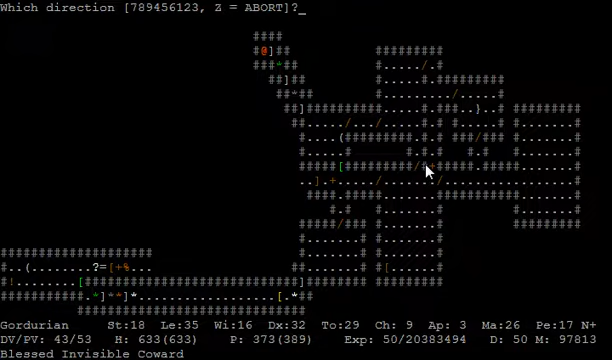 Which direction [789456123, Z = ABORT]?_
Gordurian St:18 Le:35 Wi:16 Dx:32 To:29 Ch: 9 Ap: 3 Ma:26 Pe:17 N+
DV/PV: 43/53 H: 633(633) P: 373(389) Exp: 50/20383494 D: 50 M: 97813
Blessed Invisible Coward